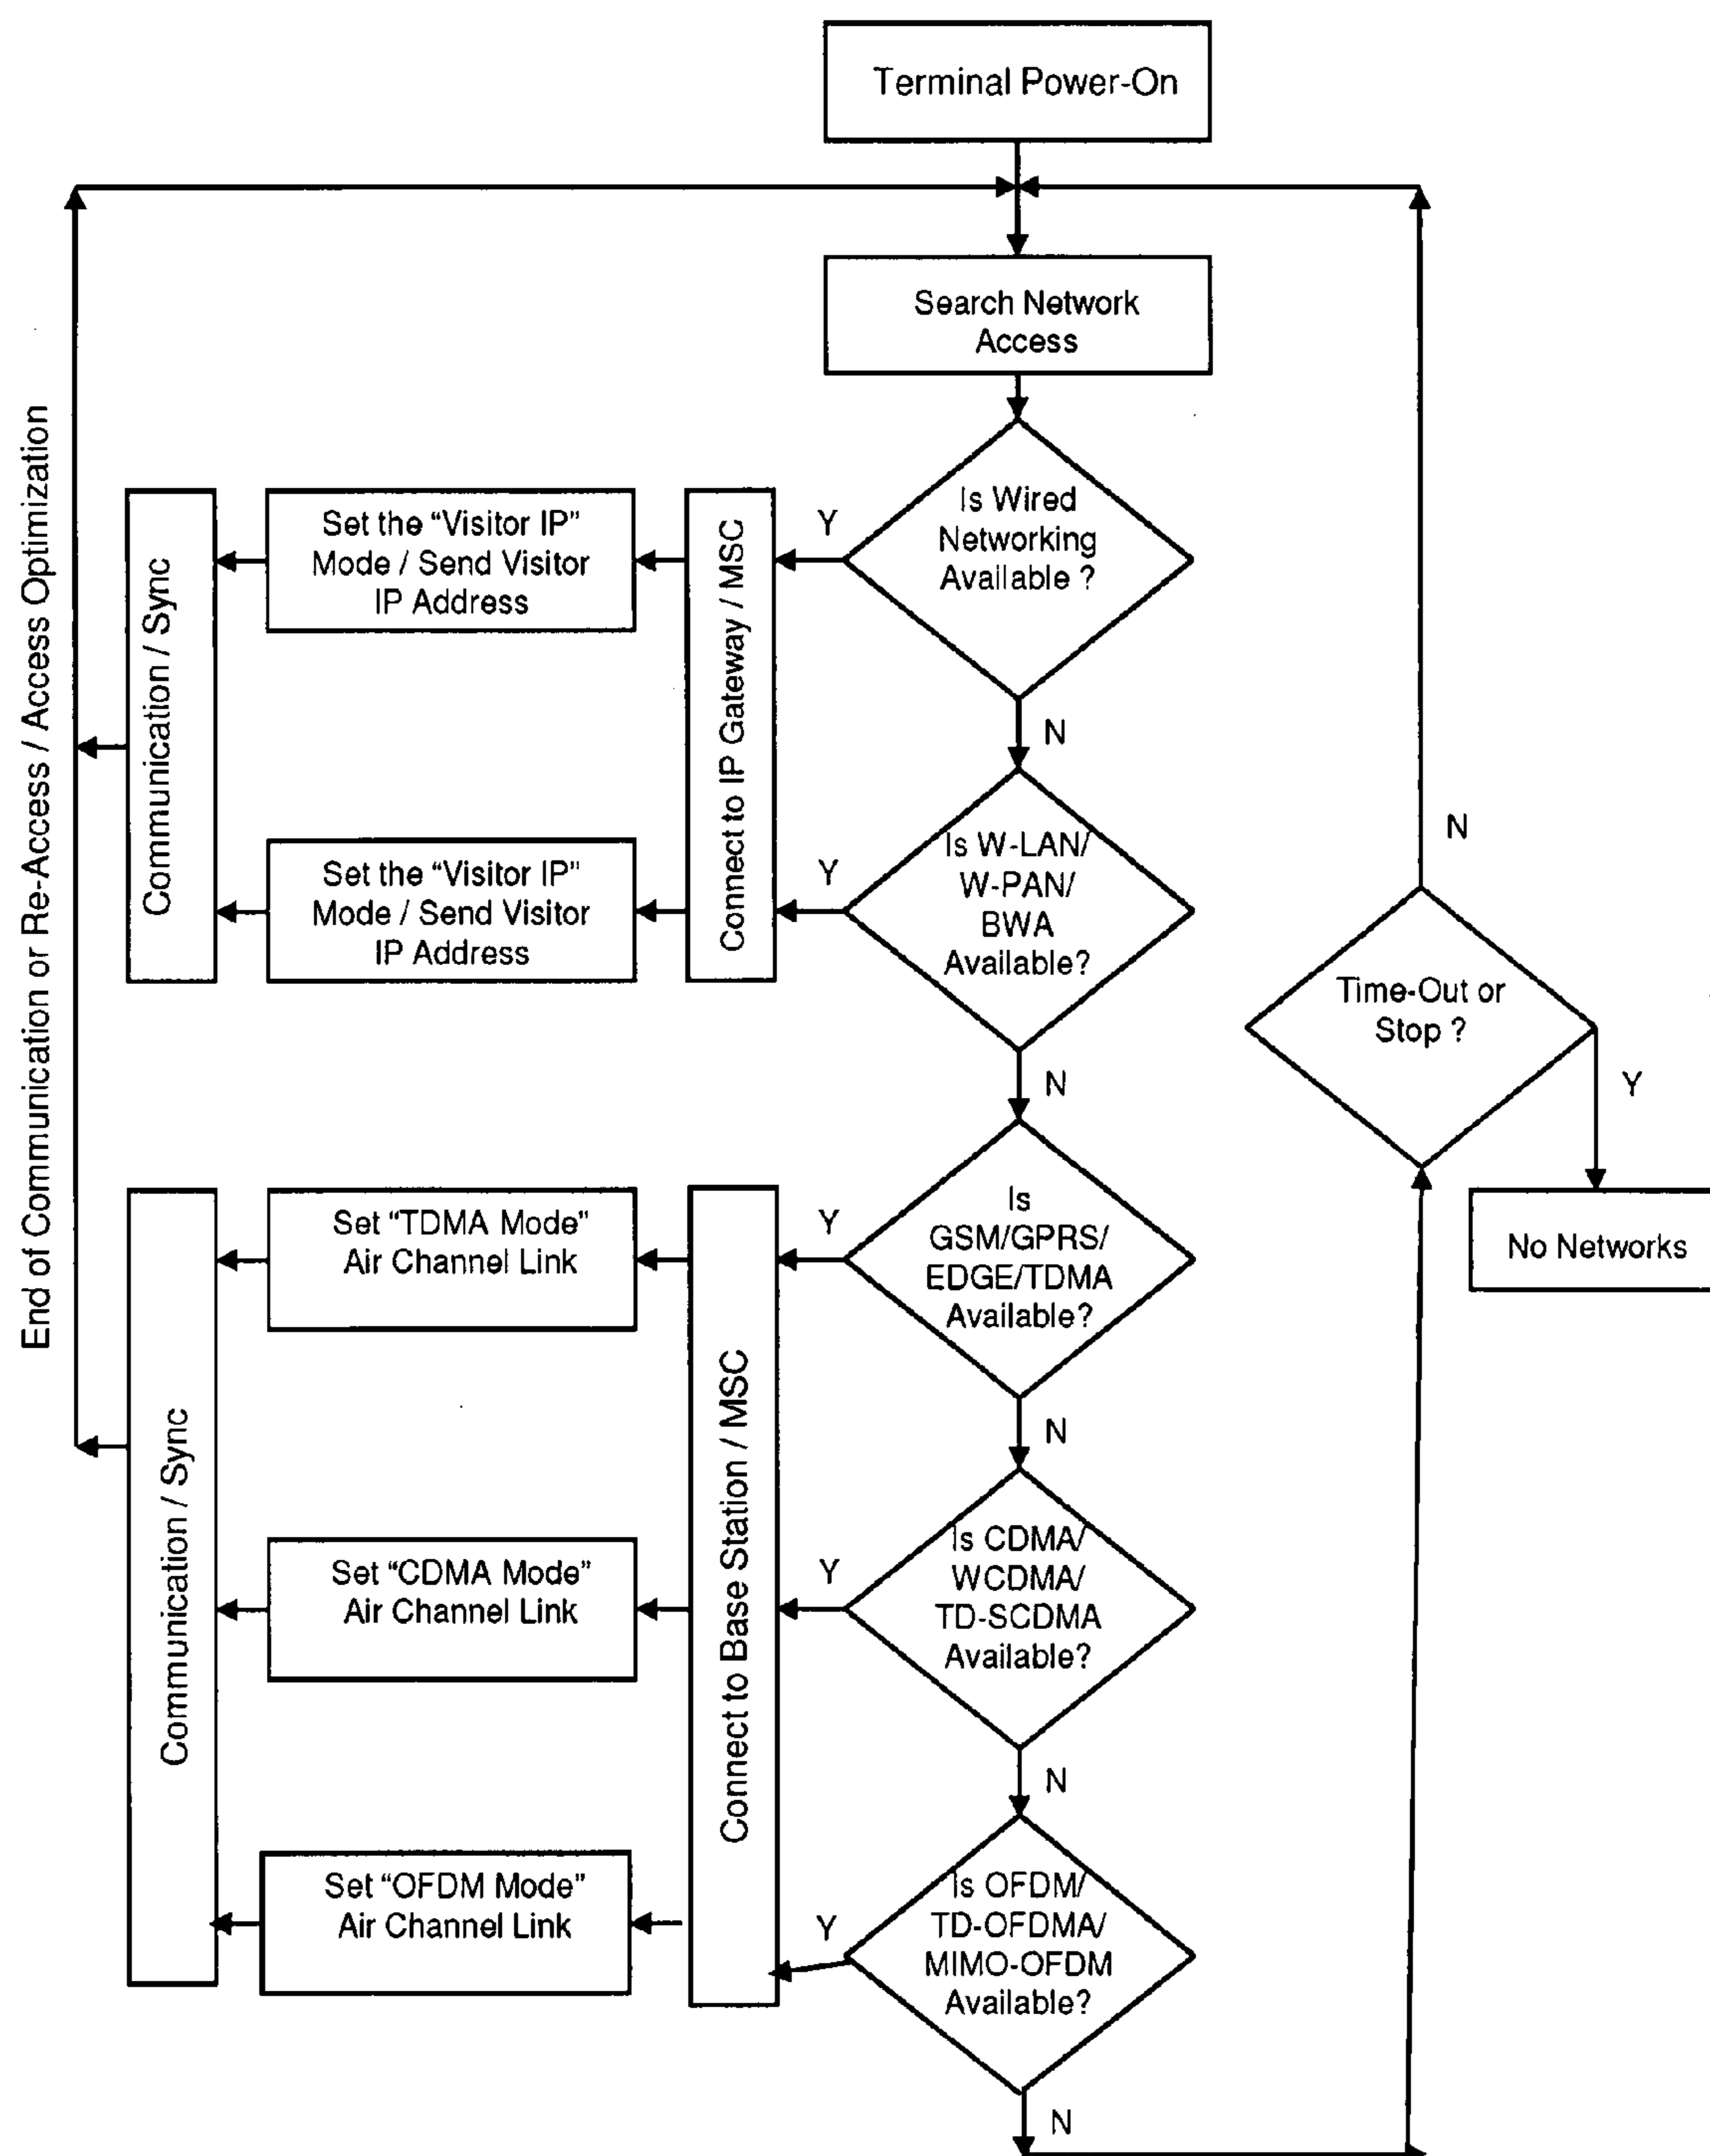 Terminal Power-On
Search Network
Access
Is Wired
Networking
Available ?
Y
N
Connect to IP Gateway / MSC
Set the “Visitor IP”
Mode / Send Visitor
IP Address
Communication / Sync
Is W-LAN/
W-PAN/
BWA
Available?
Y
N
Set the “Visitor IP”
Mode / Send Visitor
IP Address
End of Communication or Re-Access / Access Optimization
Is
GSM/GPRS/
EDGE/TDMA
Available?
Y
N
Connect to Base Station / MSC
Set “TDMA Mode”
Air Channel Link
Communication / Sync
Is CDMA/
WCDMA/
TD-SCDMA
Available?
Y
N
Set “CDMA Mode”
Air Channel Link
Is OFDM/
TD-OFDMA/
MIMO-OFDM
Available?
Y
N
Set “OFDM Mode”
Air Channel Link
Time-Out or
Stop ?
N
Y
No Networks